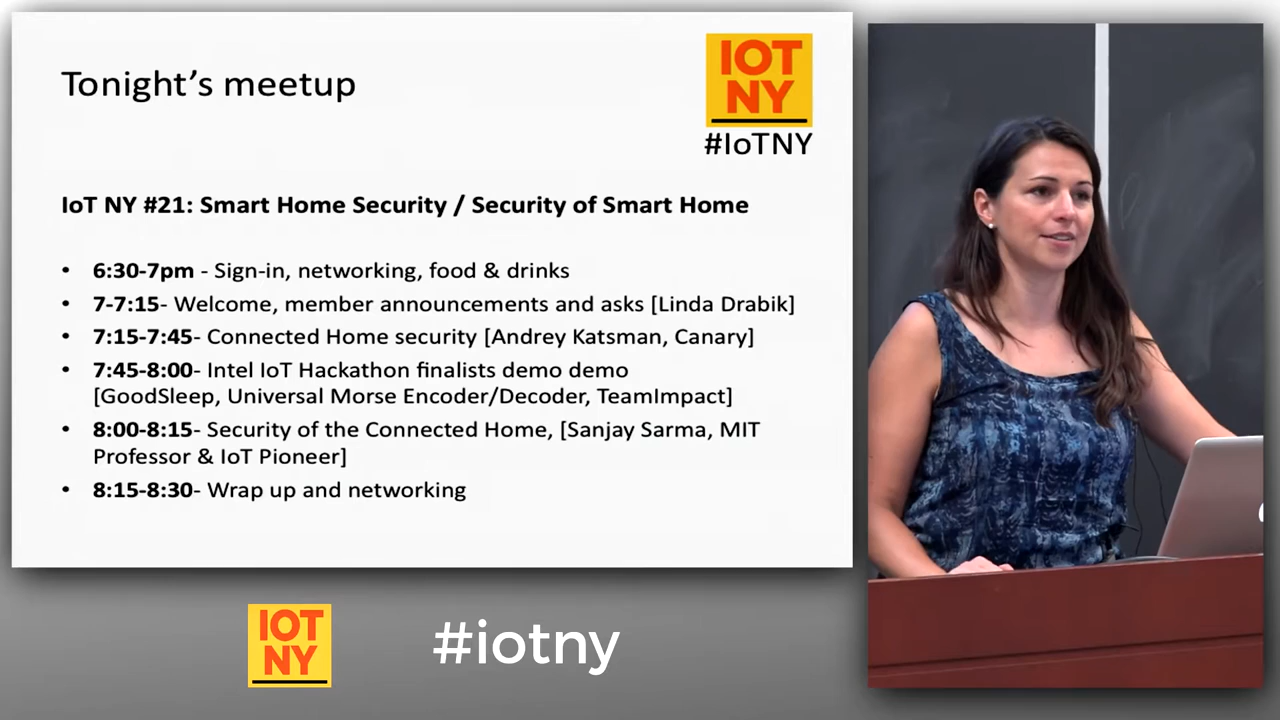 Tonight's meetup
IOT
NY
#IoTNY
IoT NY #21: Smart Home Security / Security of Smart Home
• 6:30-7pm - Sign-in, networking, food & drinks
• 7-7:15- Welcome, member announcements and asks [Linda Drabik]
• 7:15-7:45- Connected Home security [Andrey Katsman, Canary]
• 7:45-8:00- Intel IoT Hackathon finalists demo demo
[GoodSleep, Universal Morse Encoder/Decoder, TeamImpact]
• 8:00-8:15- Security of the Connected Home, [Sanjay Sarma, MIT
Professor & IoT Pioneer]
• 8:15-8:30- Wrap up and networking
IOT
NY
#iotny